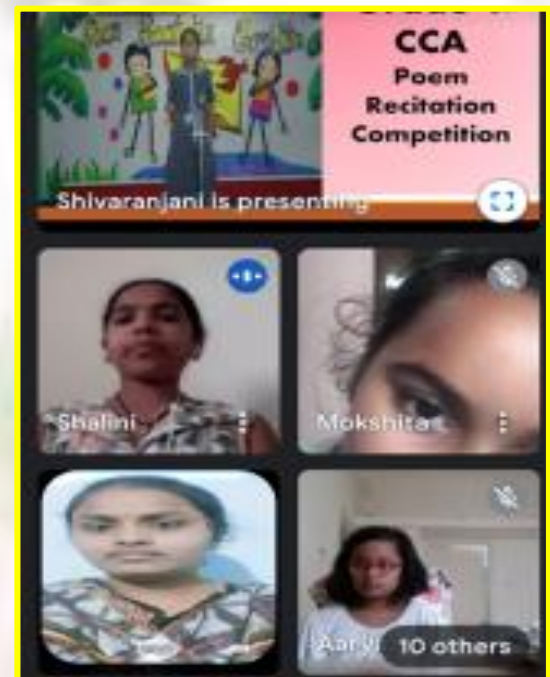 CCA
Poem
Recitation
Competition
Shivaranjani is presenting
Shalini
Mokshita
10 others